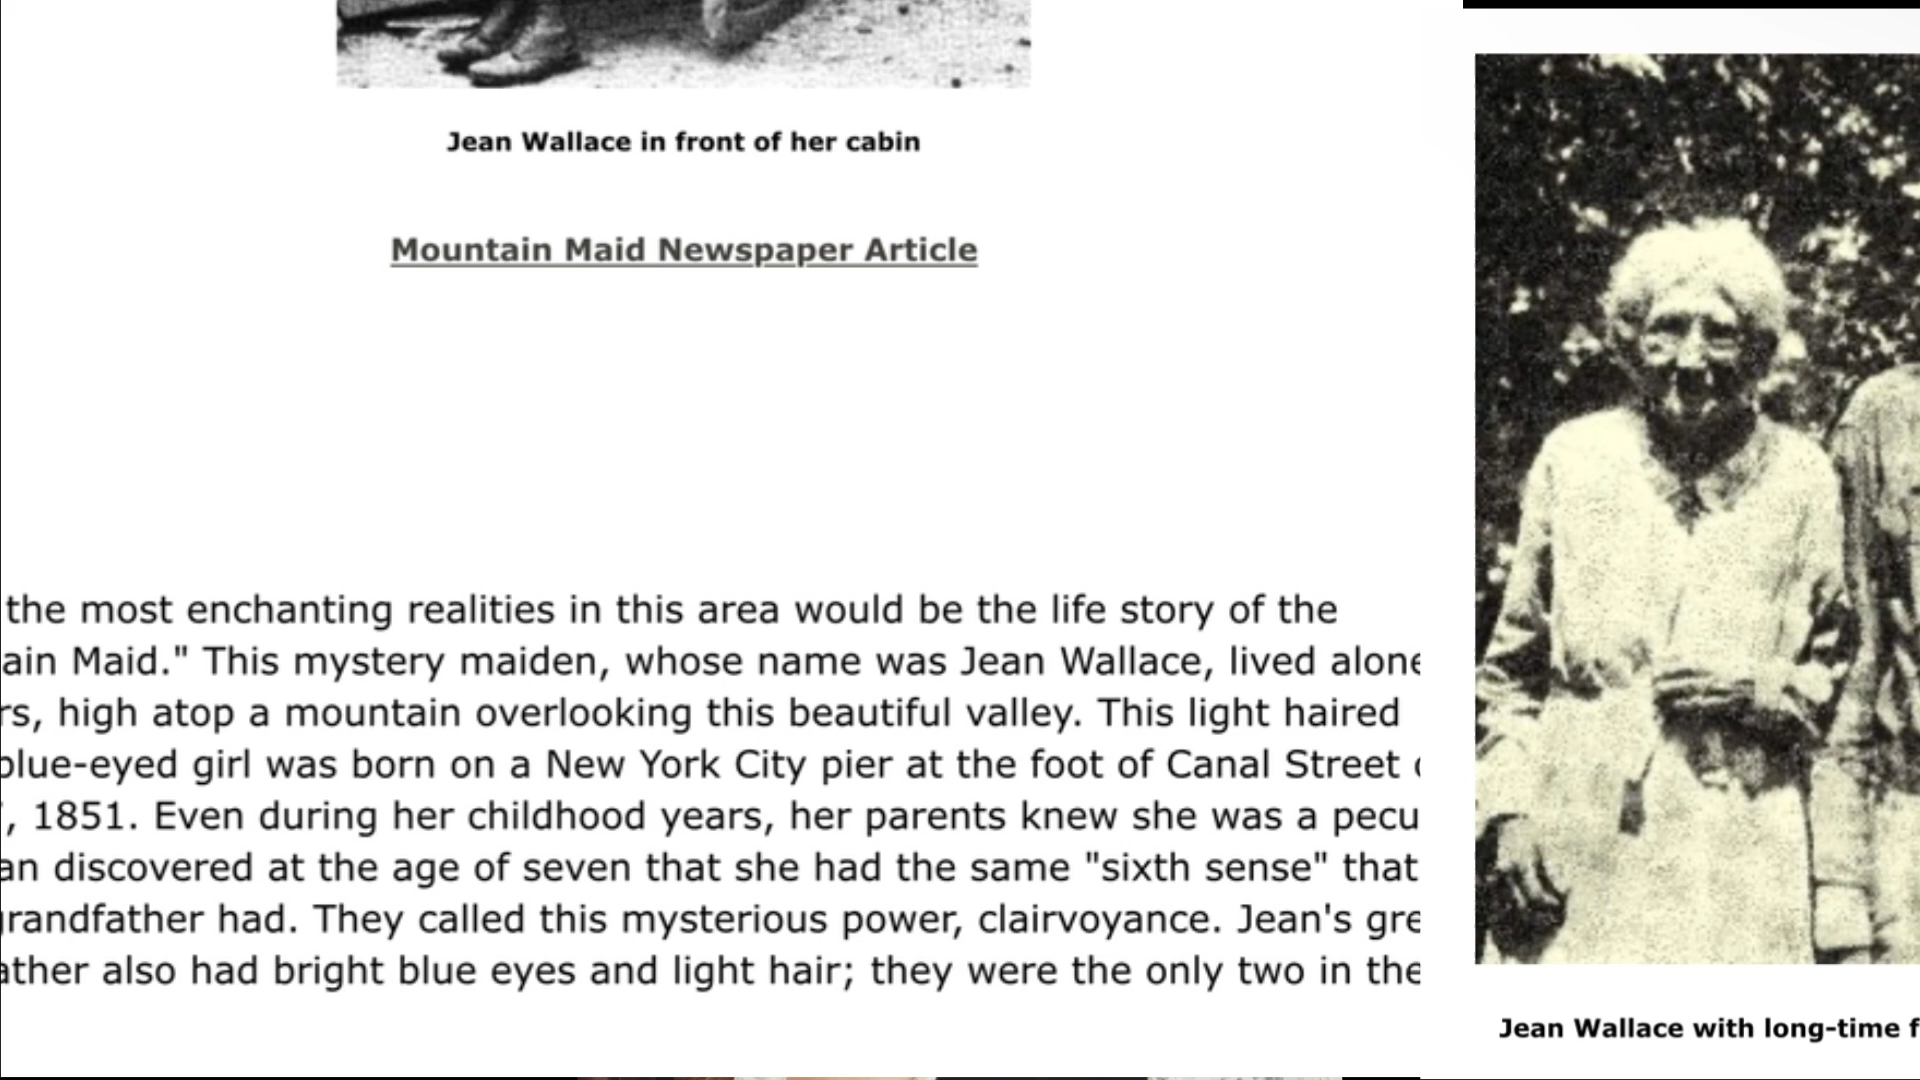 Jean Wallace in front of her cabin
Mountain Maid Newspaper Article
the most enchanting realities in this area would be the life story of the
ain Maid." This mystery maiden, whose name was Jean Wallace, lived alone
rs, high atop a mountain overlooking this beautiful valley. This light haired
blue-eyed girl was born on a New York City pier at the foot of Canal Street
, 1851. Even during her childhood years, her parents knew she was a pecu
an discovered at the age of seven that she had the same "sixth sense" that
grandfather had. They called this mysterious power, clairvoyance. Jean's gre
ather also had bright blue eyes and light hair; they were the only two in the
Jean Wallace with long-time f